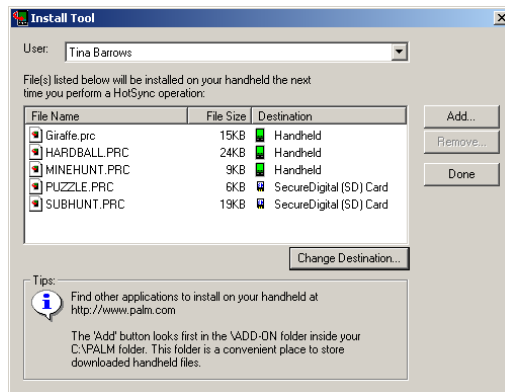 Install Tool
User: Tina Barrows
File(s) listed below will be installed on your handheld the next
time you perform a HotSync operation:
File Name File Size Destination
Giraffe.prc 15KB Handheld
HARDBALL.PRC 24KB Handheld
MINEHUNT.PRC 9KB Handheld
PUZZLE.PRC 6KB SecureDigital (SD) Card
SUBHUNT.PRC 19KB SecureDigital (SD) Card
Add...
Remove...
Done
Change Destination...
Tips:
Find other applications to install on your handheld at
http://www.palm.com
The 'Add' button looks first in the \ADD-ON folder inside your
C:\PALM folder. This folder is a convenient place to store
downloaded handheld files.